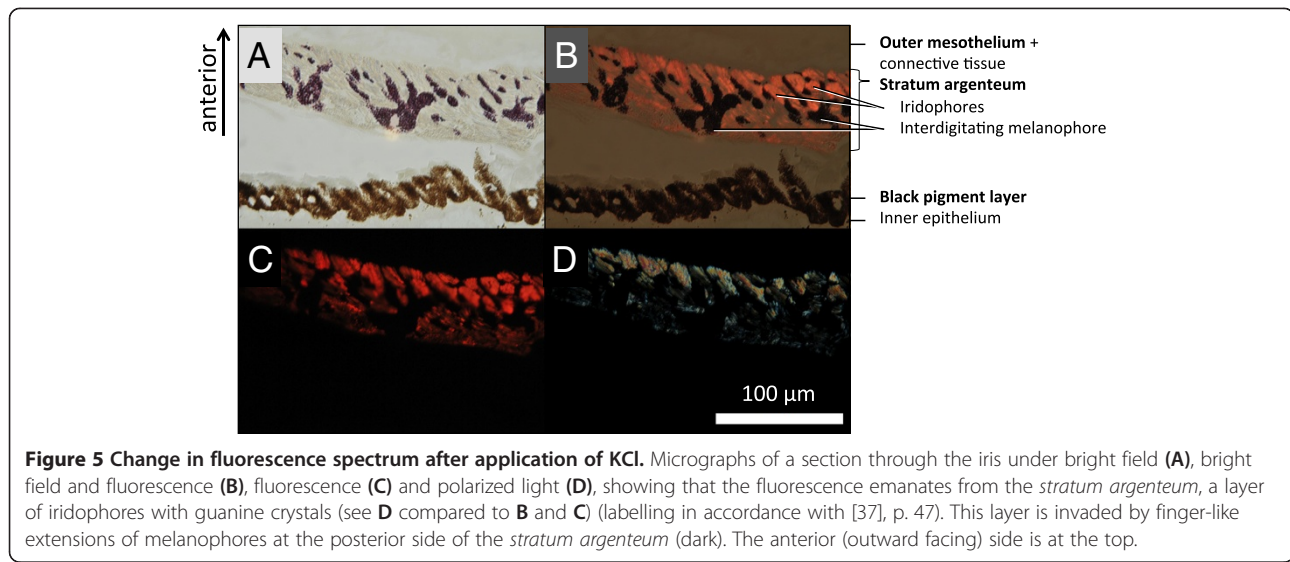 anterior
A
B
C
D
100 μm
Outer mesothelium +
connective tissue
Stratum argenteum
Iridophores
Interdigitating melanophore
Black pigment layer
Inner epithelium
Figure 5 Change in fluorescence spectrum after application of KCl. Micrographs of a section through the iris under bright field (A), bright
field and fluorescence (B), fluorescence (C) and polarized light (D), showing that the fluorescence emanates from the stratum argenteum, a layer
of iridophores with guanine crystals (see D compared to B and C) (labelling in accordance with [37], p. 47). This layer is invaded by finger-like
extensions of melanophores at the posterior side of the stratum argenteum (dark). The anterior (outward facing) side is at the top.